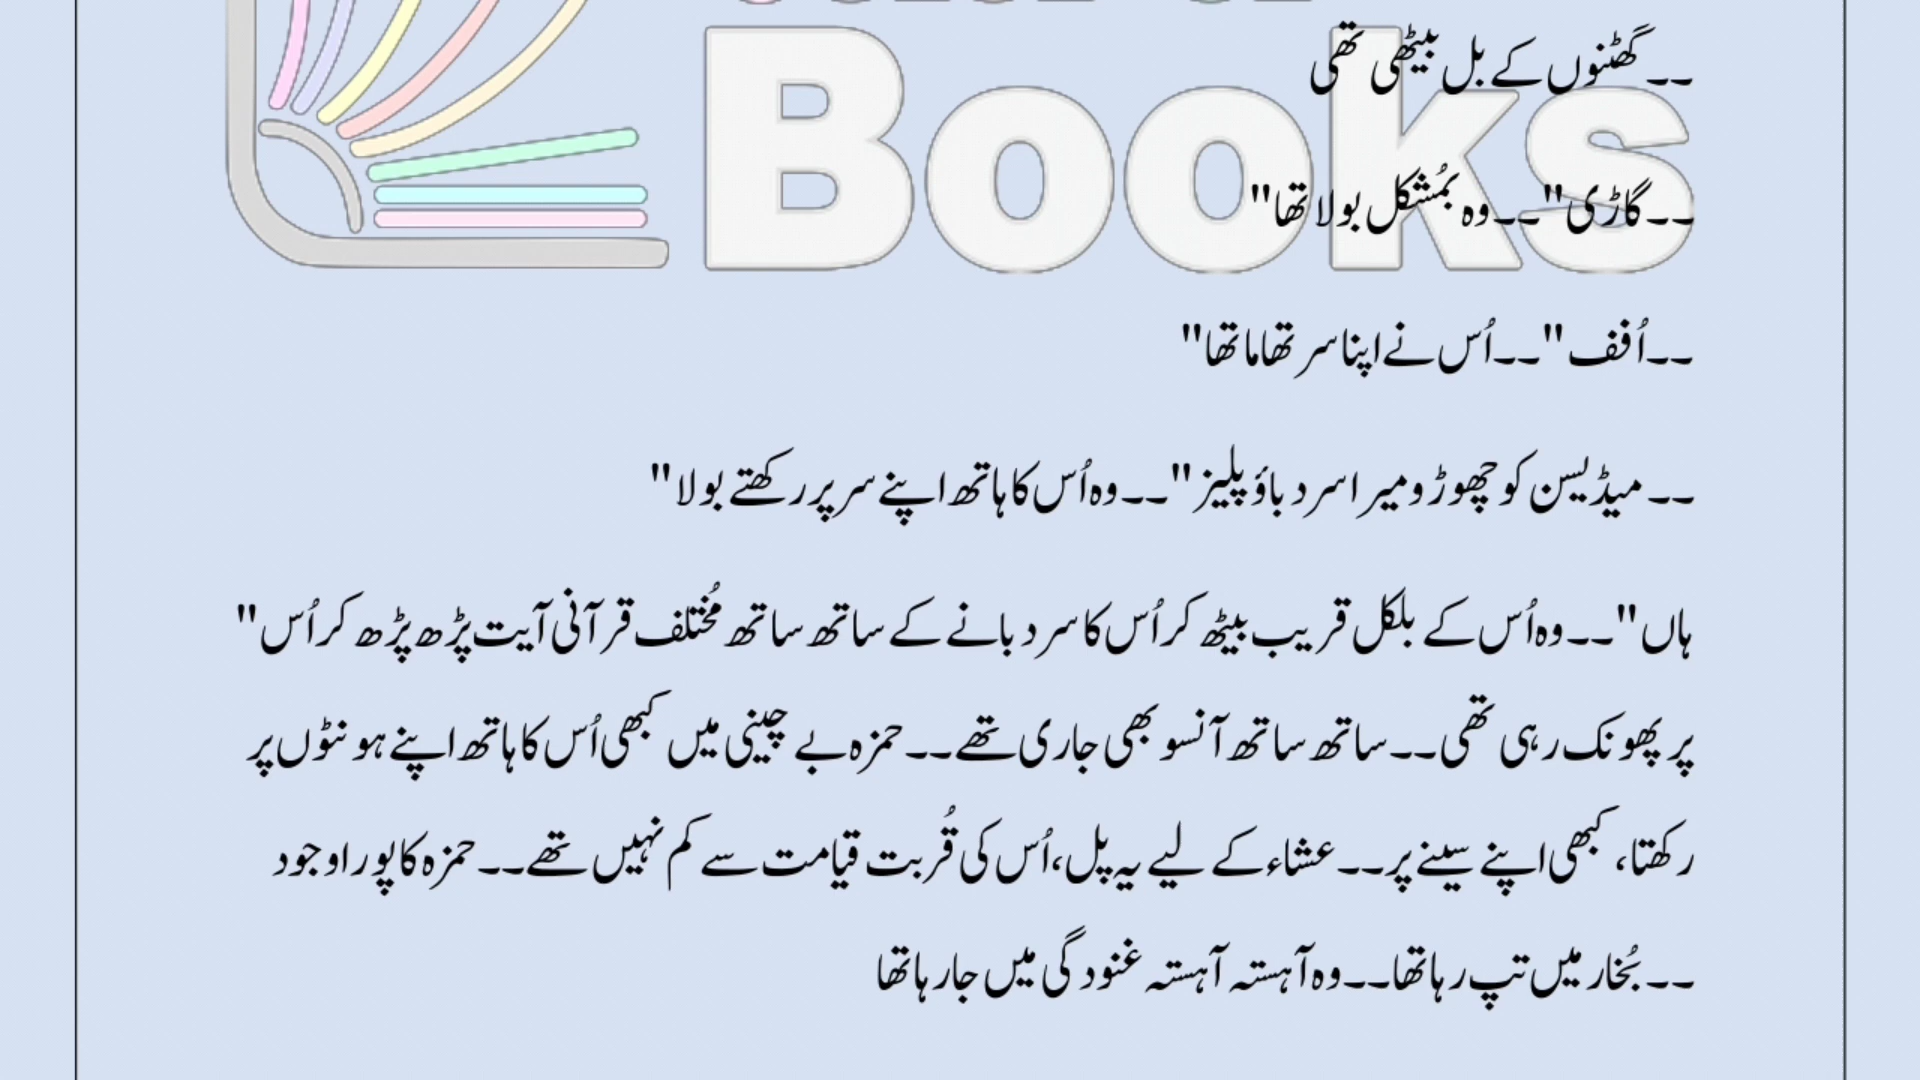 Books
۔۔گھٹنوں کے بل بیٹھی تھی
۔۔گاڑی"۔۔وہ بمُشکل بولا تھا"
۔۔اُفف"۔۔اُس نے اپنا سر تھاما تھا"
۔۔میڈیسن کو چھوڑو میرا سر دباؤ پلیز"۔۔وہ اُس کا ہاتھ اپنے سر پر رکھتے بولا"
ہاں"۔۔وہ اُس کے بلکل قریب بیٹھ کر اُس کا سر دبانے کے ساتھ ساتھ مُختلف قرآنی آیت پڑھ پڑھ کر اُس"
پر پھونک رہی تھی۔۔ساتھ ساتھ آنسو بھی جاری تھے۔۔حمزہ بے چینی میں کبھی اُس کا ہاتھ اپنے ہونٹوں پر
رکھتا، کبھی اپنے سینے پر۔۔عشاء کے لیے یہ پل،اُس کی قُربت قیامت سے کم نہیں تھے۔۔حمزہ کا پورا وجود
۔۔بُخار میں تپ رہا تھا۔۔وہ آہستہ آہستہ غنودگی میں جا رہا تھا